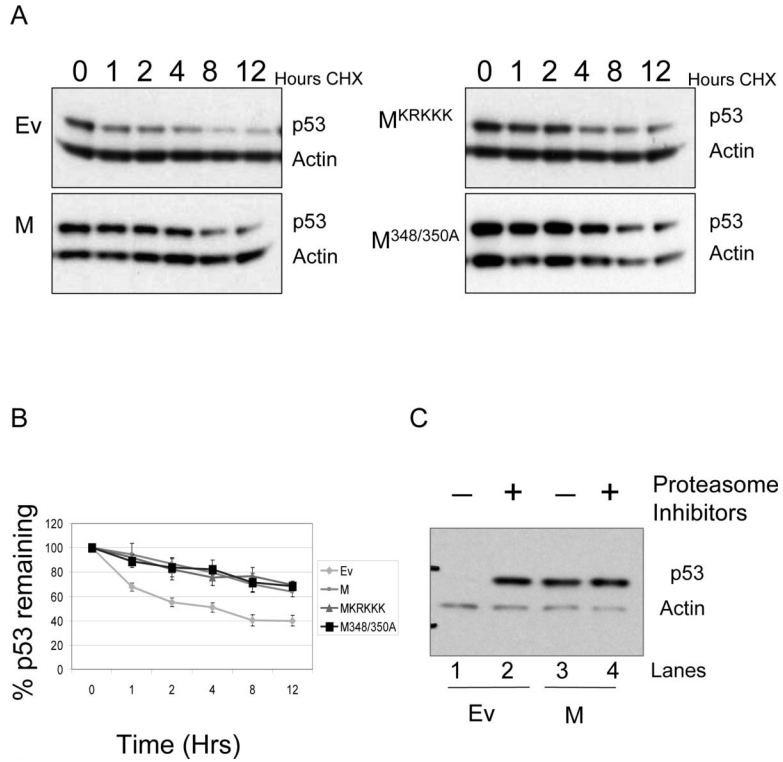 A
0 1 2 4 8 12 Hours CHX
Ev p53
Actin
M p53
Actin
0 1 2 4 8 12 Hours CHX
M^KRKKK p53
Actin
M^348/350A p53
Actin
B
% p53 remaining
120
100
80
60
40
20
0
0 1 2 4 8 12
Time (Hrs)
Ev
M
MKRKKK
M348/350A
C
– + – + Proteasome
Inhibitors
p53
Actin
1 2 3 4 Lanes
Ev M